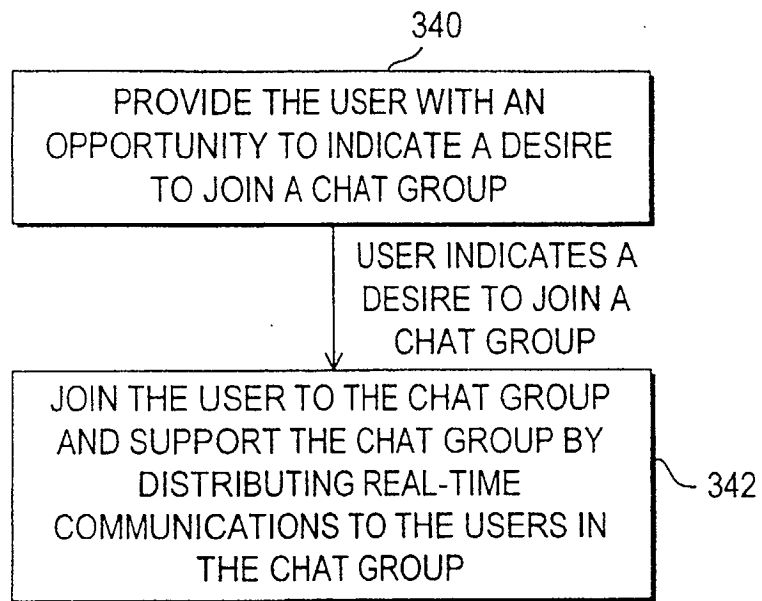 340
PROVIDE THE USER WITH AN
OPPORTUNITY TO INDICATE A DESIRE
TO JOIN A CHAT GROUP
USER INDICATES A
DESIRE TO JOIN A
CHAT GROUP
JOIN THE USER TO THE CHAT GROUP
AND SUPPORT THE CHAT GROUP BY
DISTRIBUTING REAL-TIME
COMMUNICATIONS TO THE USERS IN
THE CHAT GROUP
342